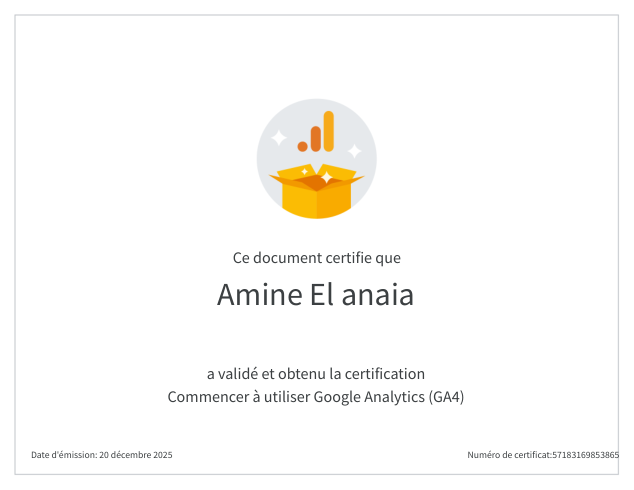 Ce document certifie que
Amine El anaia
a validé et obtenu la certification
Commencer à utiliser Google Analytics (GA4)
Date d'émission: 20 décembre 2025
Numéro de certificat:57183169853865